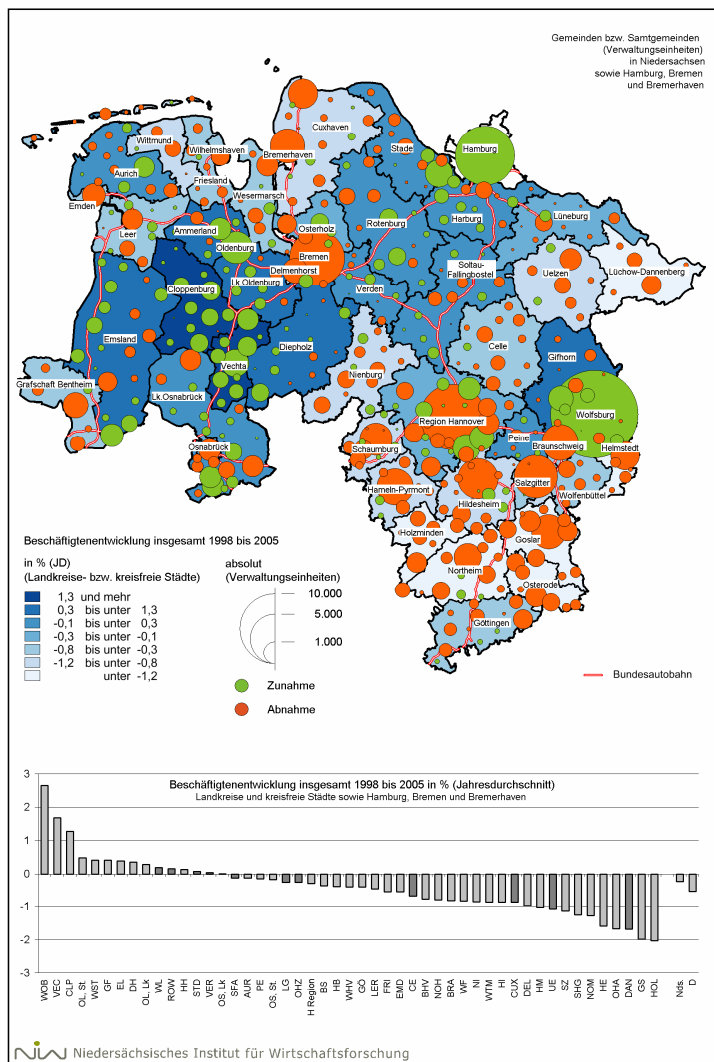 Gemeinden bzw. Samtgemeinden
(Verwaltungseinheiten)
in Niedersachsen
sowie Hamburg, Bremen
und Bremerhaven
Cuxhaven
Wittmund
Wilhelmshaven
Bremerhaven
Stade
Hamburg
Aurich
Friesland
Emden
Wesermarsch
Leer
Ammerland
Osterholz
Rotenburg
Harburg
Lüneburg
Oldenburg
Bremen
Delmenhorst
Soltau-
Fallingbostel
Uelzen
Lüchow-Dannenberg
Cloppenburg
Lk.Oldenburg
Verden
Emsland
Diepholz
Celle
Gifhorn
Vechta
Nienburg
Grafschaft Bentheim
Lk.Osnabrück
Wolfsburg
Region Hannover
Peine
Braunschweig
Helmstedt
Osnabrück
Schaumburg
Salzgitter
Wolfenbüttel
Hameln-Pyrmont
Hildesheim
Holzminden
Goslar
Northeim
Osterode
Göttingen
Beschäftigtenentwicklung insgesamt 1998 bis 2005
in % (JD)
(Landkreise- bzw. kreisfreie Städte)
1,3 und mehr
0,3 bis unter 1,3
-0,1 bis unter 0,3
-0,3 bis unter -0,1
-0,8 bis unter -0,3
-1,2 bis unter -0,8
unter -1,2
absolut
(Verwaltungseinheiten)
10.000
5.000
1.000
Zunahme
Abnahme
Bundesautobahn
Beschäftigtenentwicklung insgesamt 1998 bis 2005 in % (Jahresdurchschnitt)
Landkreise und kreisfreie Städte sowie Hamburg, Bremen und Bremerhaven
3
2
1
0
-1
-2
-3
WOB VEC CLP OL, St. WST GF EL DH OL, Lk WL ROW HH STD VER OS, Lk SFA AUR PE OS, St. LG OHZ H Region BS HB WHV GÖ LER FRI EMD CE BHV NOH BRA WF NI WTM HI CUX DEL HM UE SZ SHG NOM HE OHA DAN GS HOL Nds. D
NIW Niedersächsisches Institut für Wirtschaftsforschung